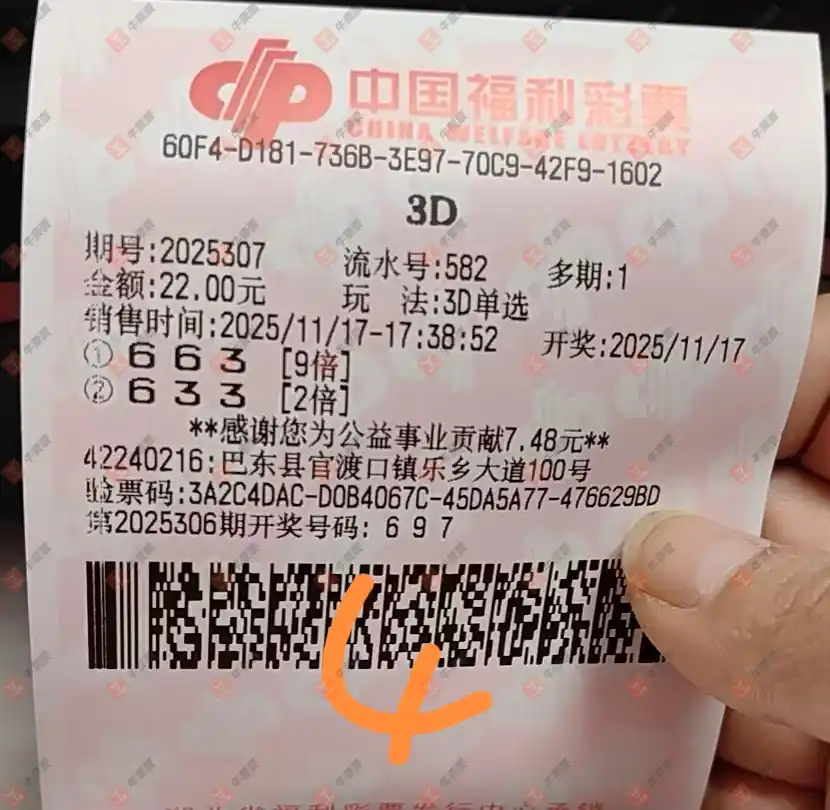 中国福利彩票
CHINA WELFARE LOTTERY
60F4-D181-736B-3E97-70C9-42F9-1602
3D
期号:2025307 流水号:582 多期:1
金额:22.00元 玩 法:3D单选
销售时间:2025/11/17-17:38:52 开奖:2025/11/17
① 6 6 3 [9倍]
② 6 3 3 [2倍]
**感谢您为公益事业贡献7.48元**
42240216:巴东县官渡口镇乐乡大道100号
验票码:3A2C4DAC-D0B4067C-45DA5A77-476629BD
第2025306期开奖号码: 6 9 7
4